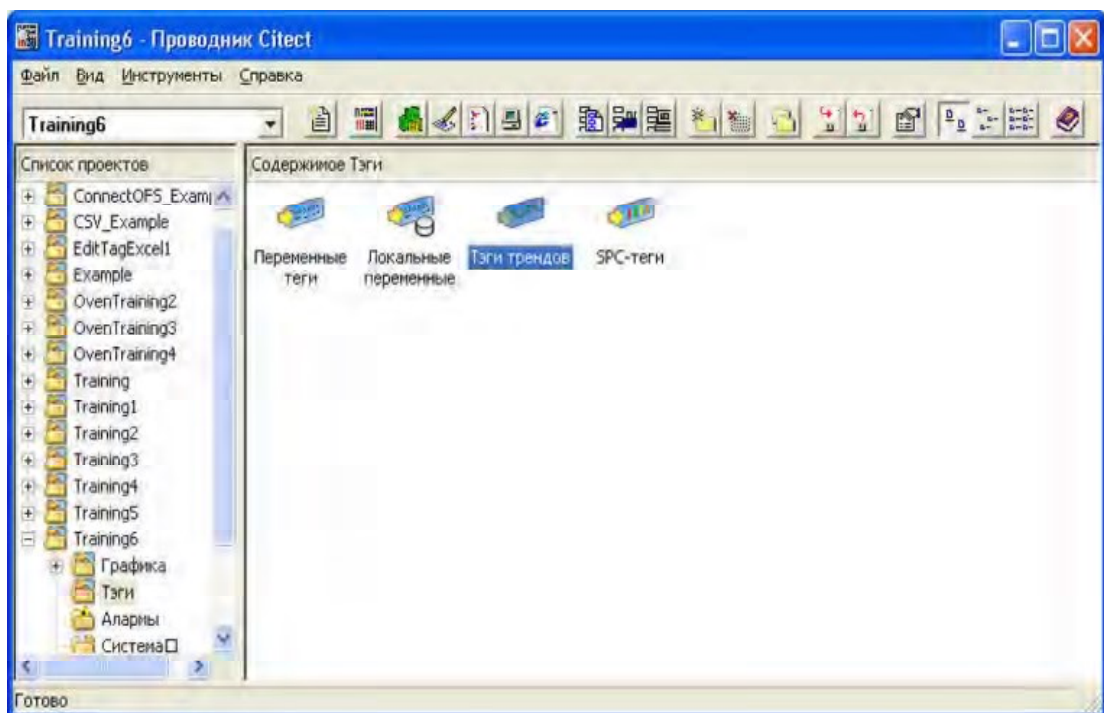 Training6 - Проводник Citect
Файл Вид Инструменты Справка
Training6
Список проектов
Содержимое Тэги
ConnectOFS_Exam
CSV_Example
EditTagExcel1
Example
OvenTraining2
OvenTraining3
OvenTraining4
Training
Training1
Training2
Training3
Training4
Training5
Training6
Графика
Тэги
Алармы
Система
Переменные теги
Локальные переменные
Тэги трендов
SPC-теги
Готово